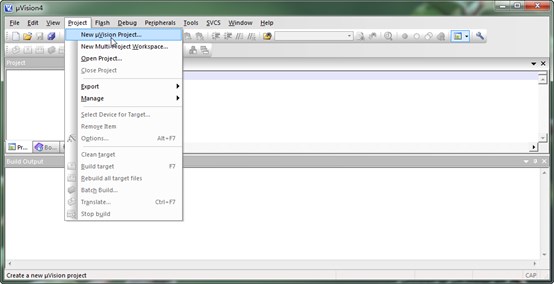 µVision4
File Edit View Project Flash Debug Peripherals Tools SVCS Window Help
New µVision Project...
New Multi-Project Workspace...
Open Project...
Close Project
Export
Manage
Select Device for Target...
Remove Item
Options... Alt+F7
Clean target
Build target F7
Rebuild all target files
Batch Build...
Translate... Ctrl+F7
Stop build
Project
Pr... Bo...
Build Output
Create a new µVision project CAP